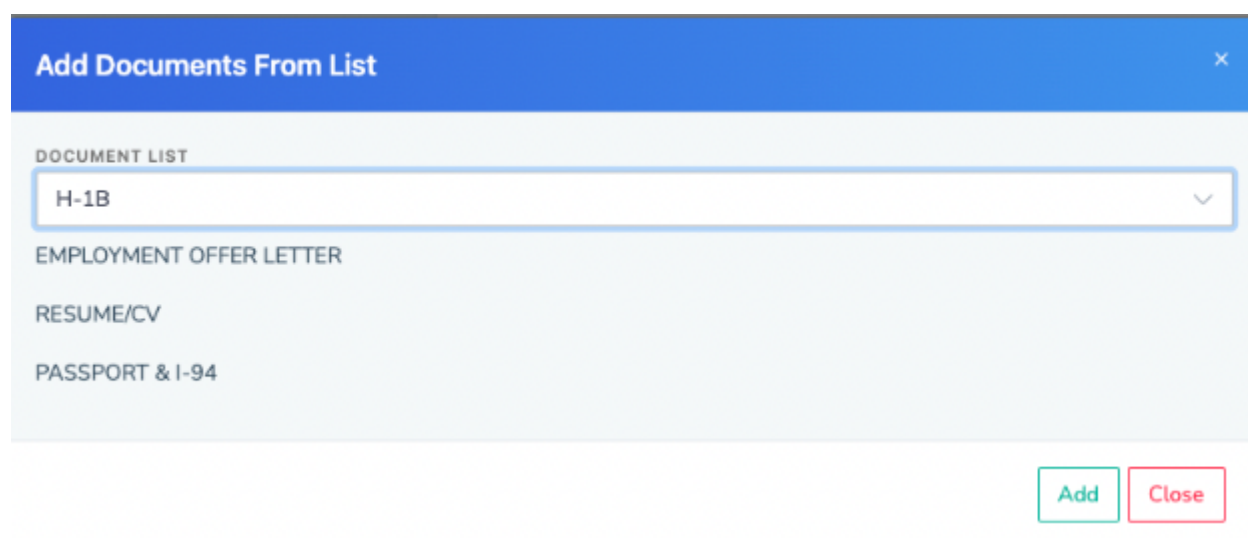 Add Documents From List
×
DOCUMENT LIST
H-1B
EMPLOYMENT OFFER LETTER
RESUME/CV
PASSPORT & I-94
Add Close